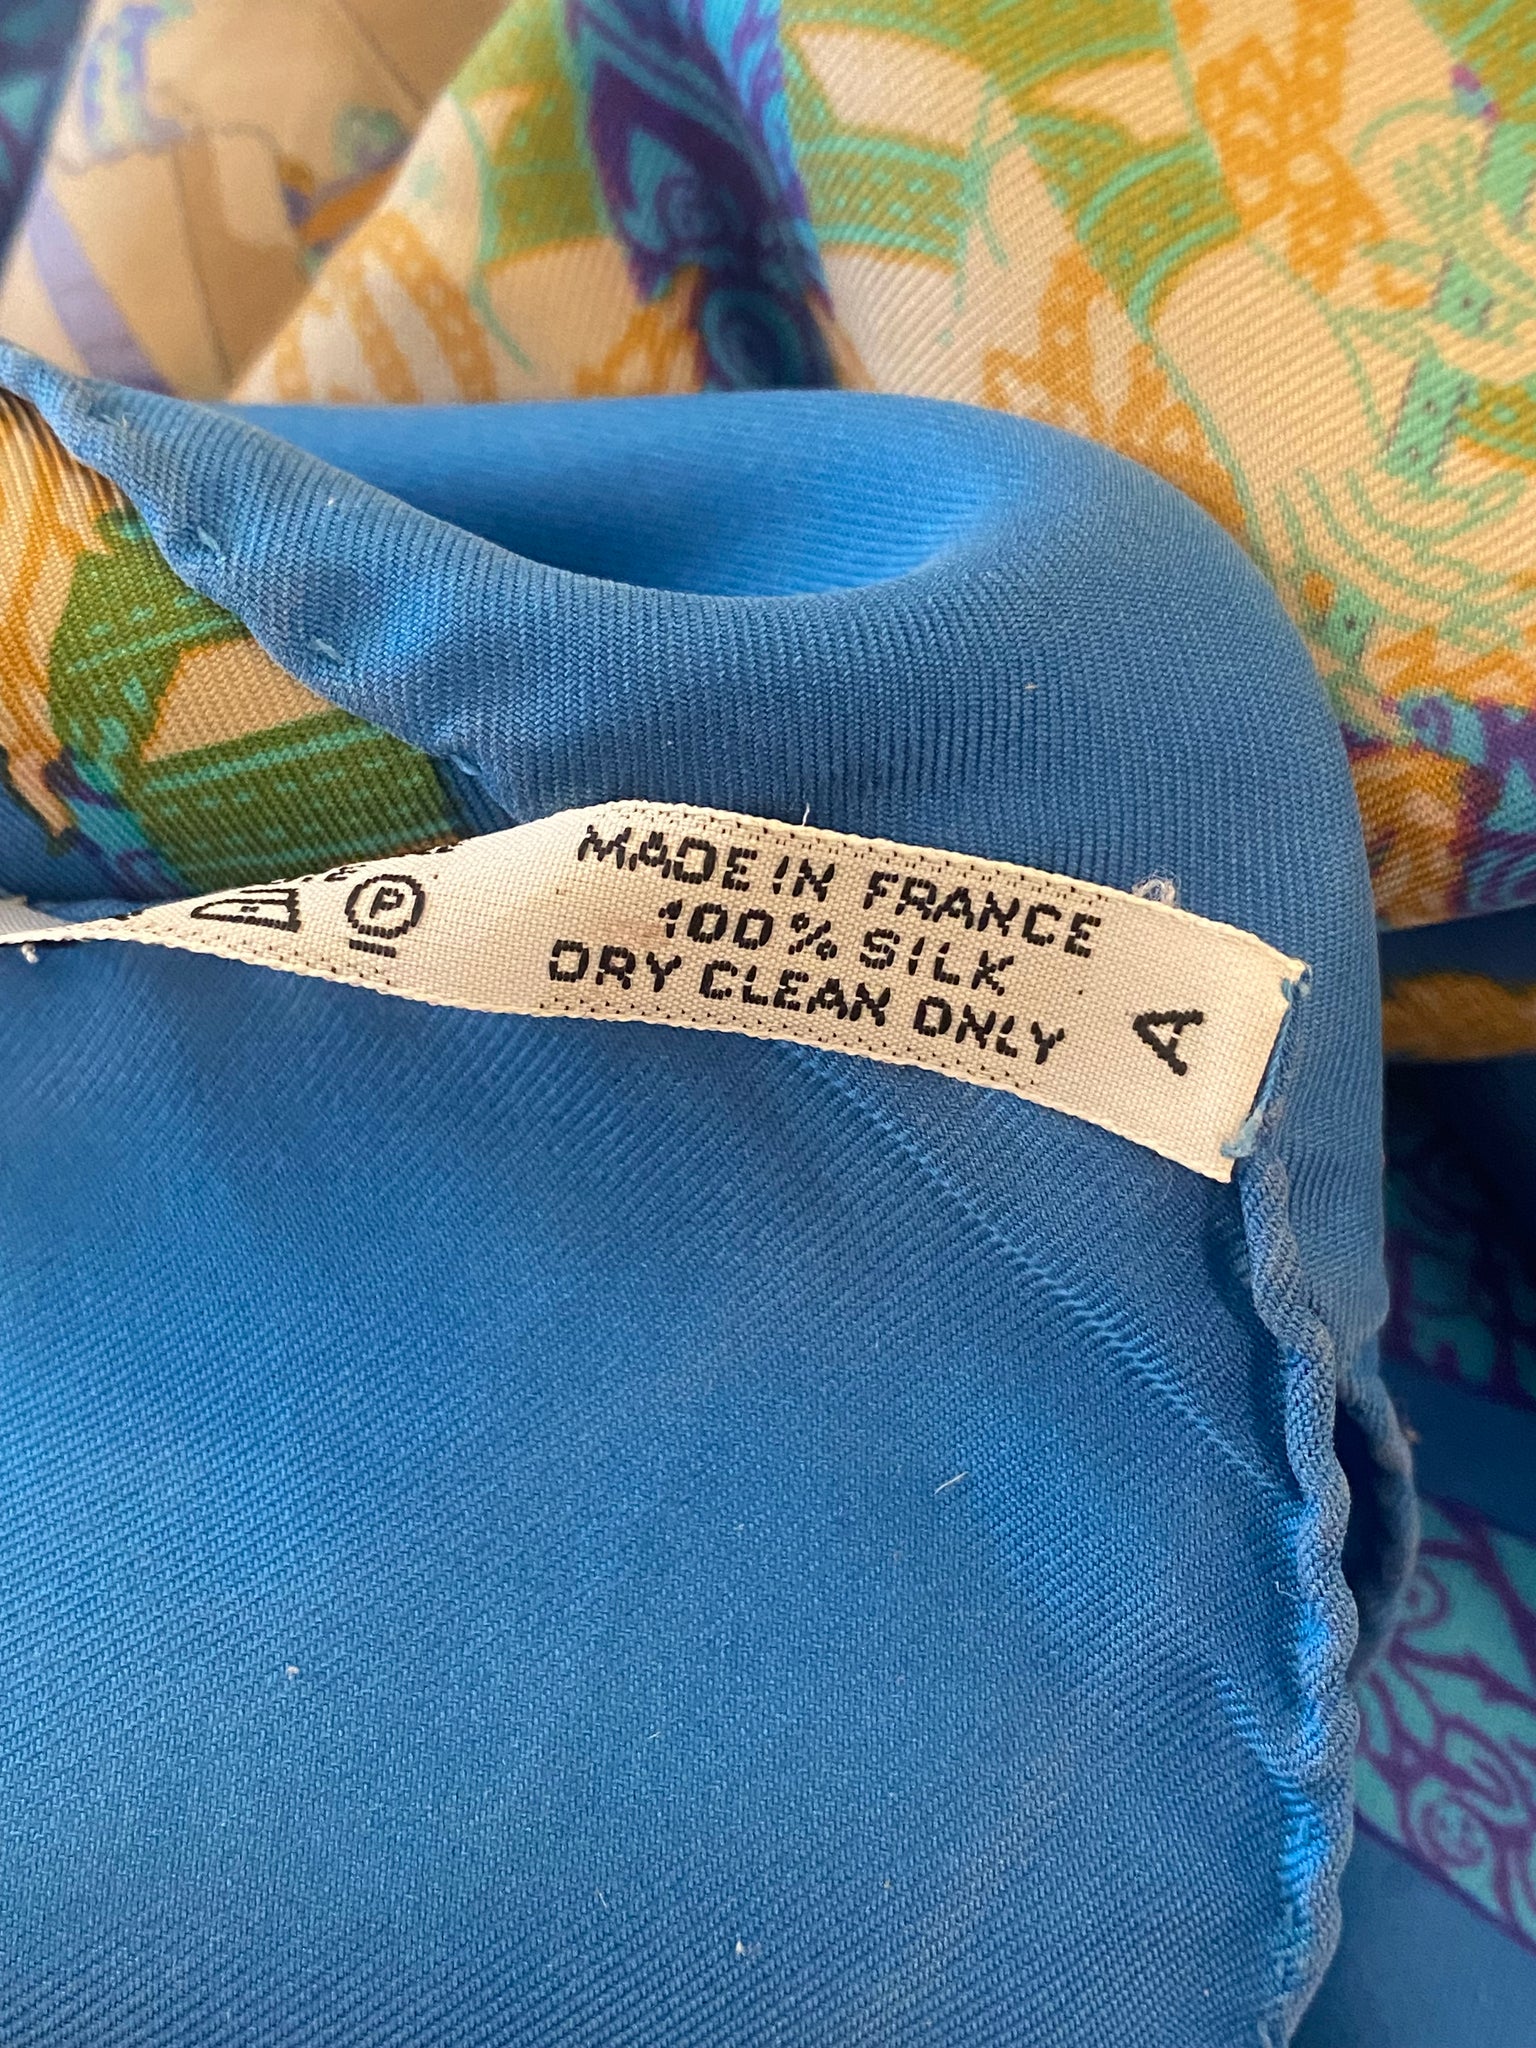 MADE IN FRANCE
100% SILK
DRY CLEAN ONLY
A
P